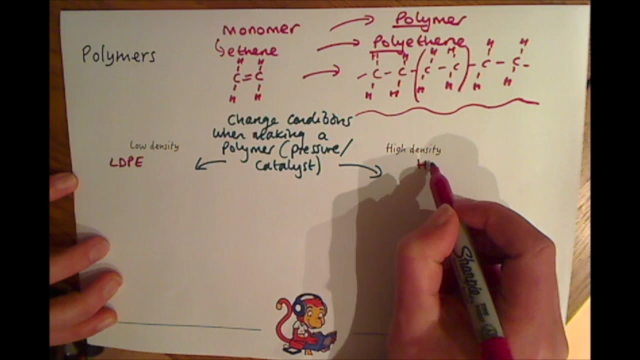 Polymers
Monomer
Polymer
ethene
Polyethene
H H
C=C
H H
H H H H H H
C C C C C C
H H H H H H
Change conditions
when making a
Polymer (pressure/
catalyst)
Low density
LDPE
High density
H
Sharpie